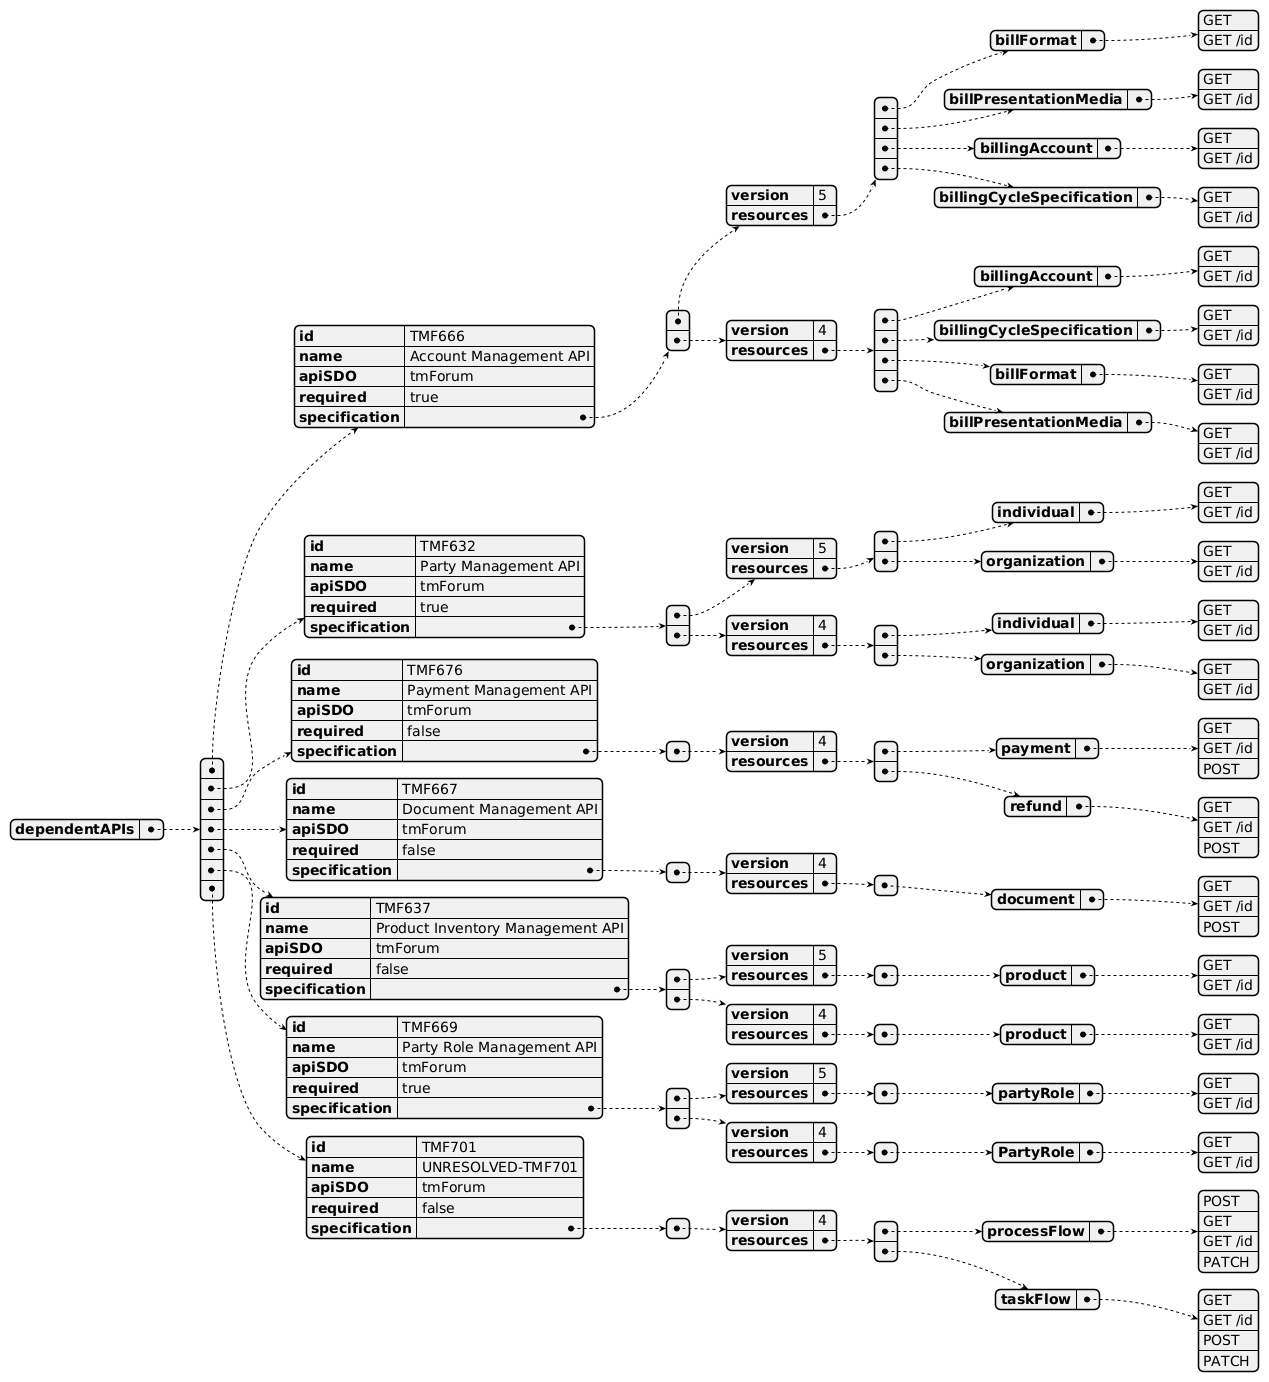 dependentAPIs
id TMF666
name Account Management API
apiSDO tmForum
required true
specification
version 5
resources
billFormat
GET
GET /id
billPresentationMedia
GET
GET /id
billingAccount
GET
GET /id
billingCycleSpecification
GET
GET /id
version 4
resources
billingAccount
GET
GET /id
billingCycleSpecification
GET
GET /id
billFormat
GET
GET /id
billPresentationMedia
GET
GET /id
id TMF632
name Party Management API
apiSDO tmForum
required true
specification
version 5
resources
individual
GET
GET /id
organization
GET
GET /id
version 4
resources
individual
GET
GET /id
organization
GET
GET /id
id TMF676
name Payment Management API
apiSDO tmForum
required false
specification
version 4
resources
payment
GET
GET /id
POST
refund
GET
GET /id
POST
id TMF667
name Document Management API
apiSDO tmForum
required false
specification
version 4
resources
document
GET
GET /id
POST
id TMF637
name Product Inventory Management API
apiSDO tmForum
required false
specification
version 5
resources
product
GET
GET /id
version 4
resources
product
GET
GET /id
id TMF669
name Party Role Management API
apiSDO tmForum
required true
specification
version 5
resources
partyRole
GET
GET /id
version 4
resources
PartyRole
GET
GET /id
id TMF701
name UNRESOLVED-TMF701
apiSDO tmForum
required false
specification
version 4
resources
processFlow
POST
GET
GET /id
PATCH
taskFlow
GET
GET /id
POST
PATCH